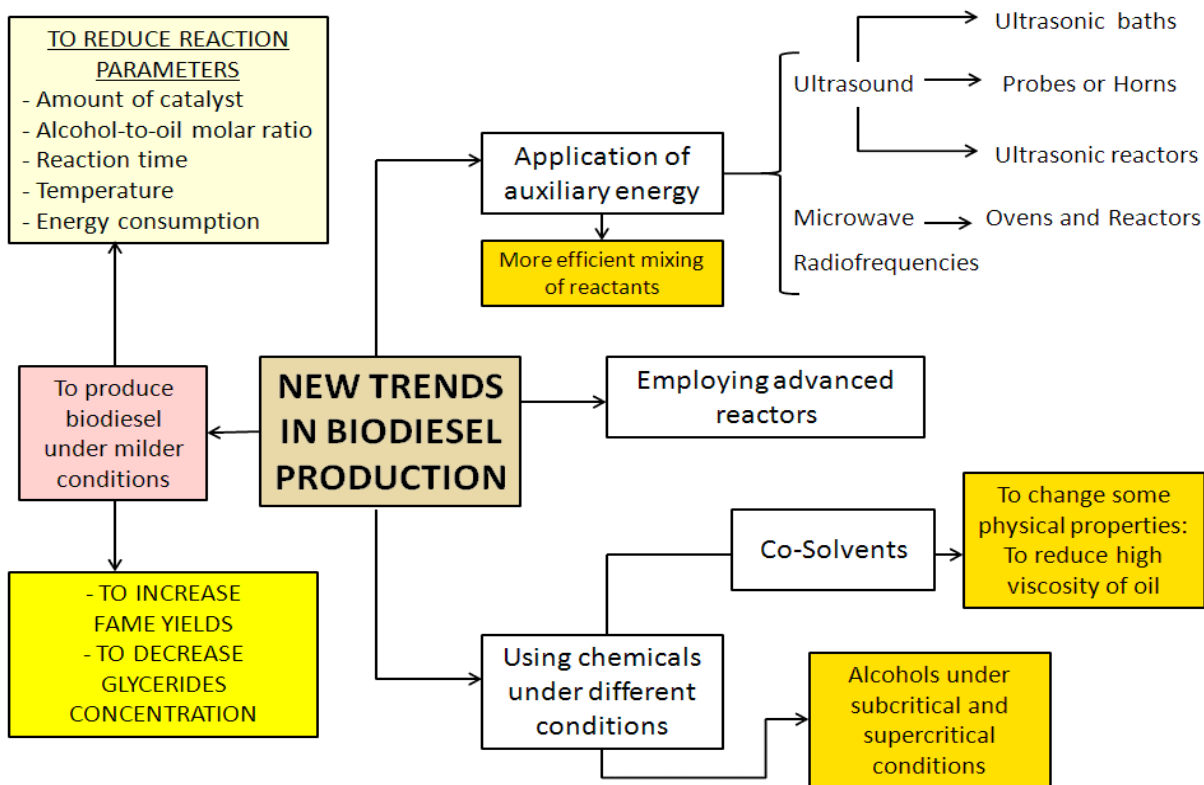 TO REDUCE REACTION
PARAMETERS
- Amount of catalyst
- Alcohol-to-oil molar ratio
- Reaction time
- Temperature
- Energy consumption
To produce
biodiesel
under milder
conditions
- TO INCREASE
FAME YIELDS
- TO DECREASE
GLYCERIDES
CONCENTRATION
NEW TRENDS
IN BIODIESEL
PRODUCTION
Application of
auxiliary energy
More efficient mixing
of reactants
Ultrasound
Ultrasonic baths
Probes or Horns
Ultrasonic reactors
Microwave
Ovens and Reactors
Radiofrequencies
Employing advanced
reactors
Using chemicals
under different
conditions
Co-Solvents
To change some
physical properties:
To reduce high
viscosity of oil
Alcohols under
subcritical and
supercritical
conditions